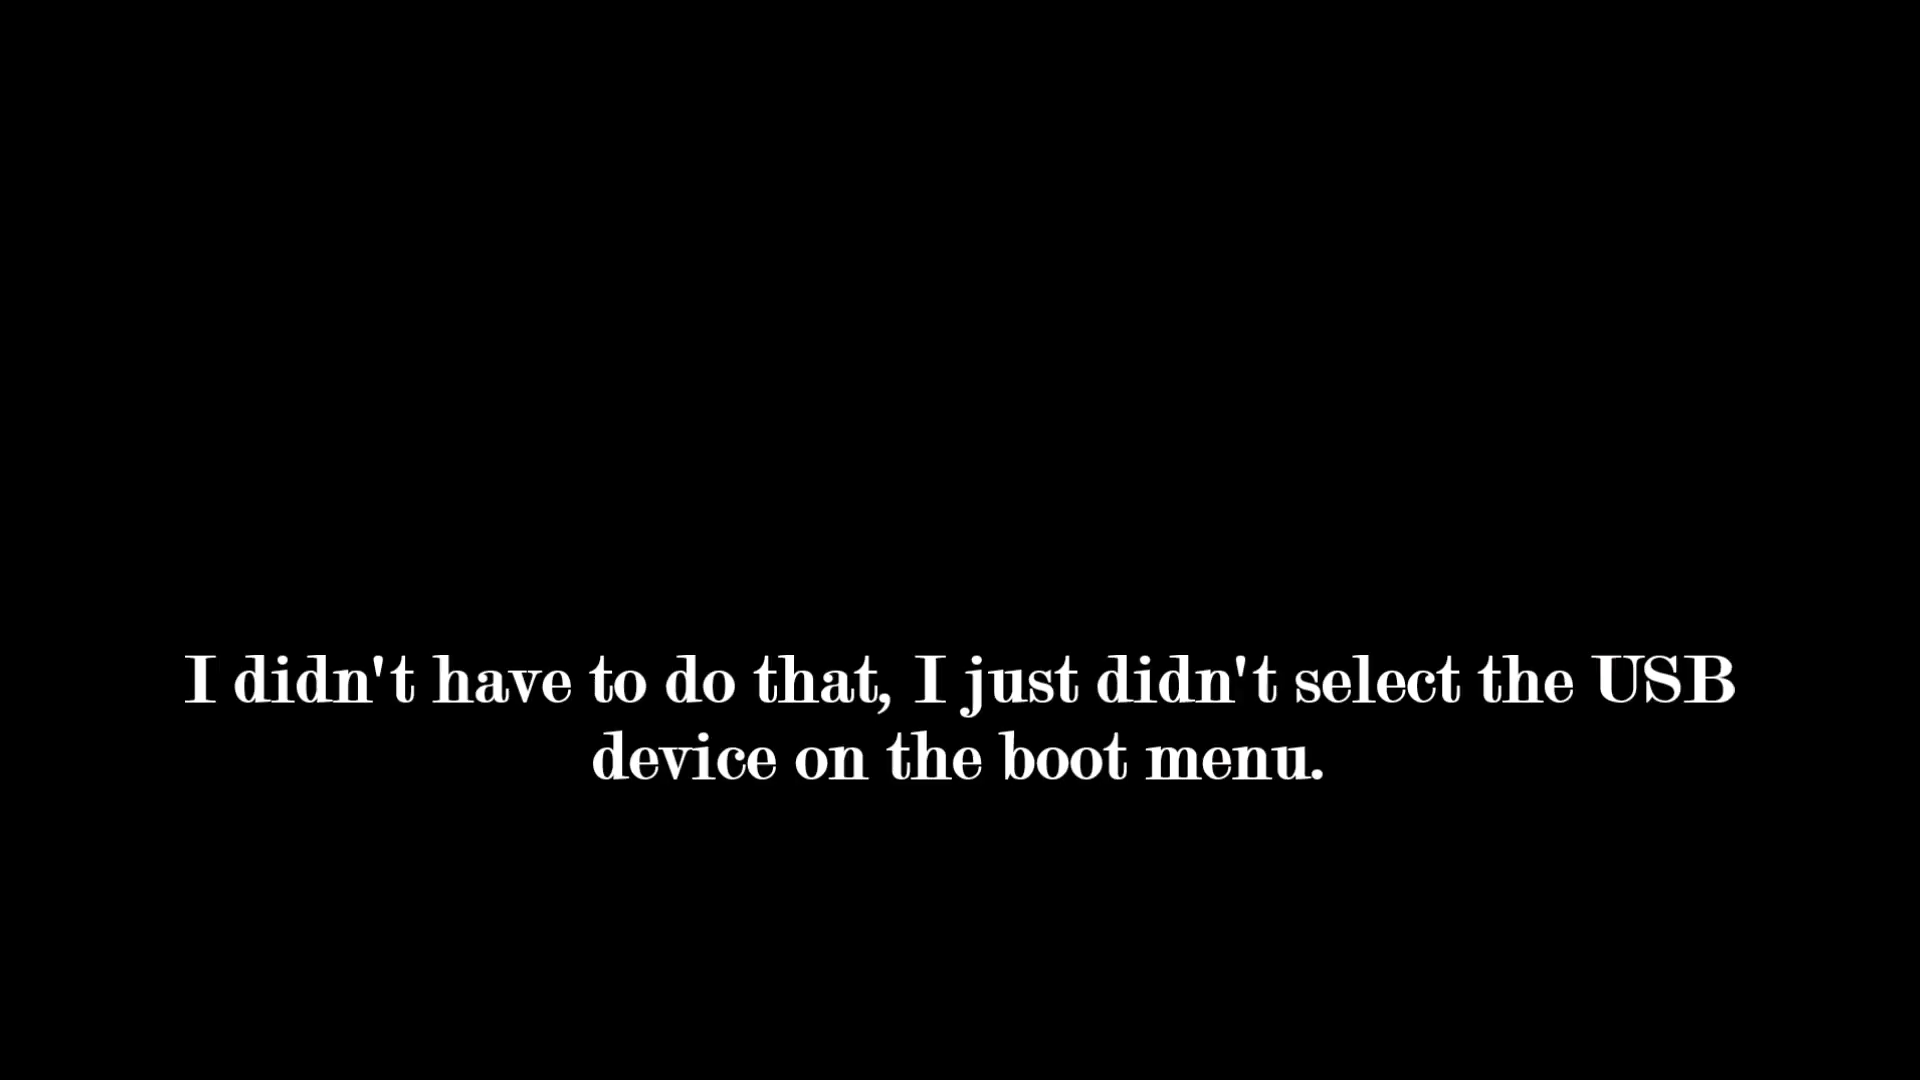 I didn't have to do that, I just didn't select the USB
device on the boot menu.